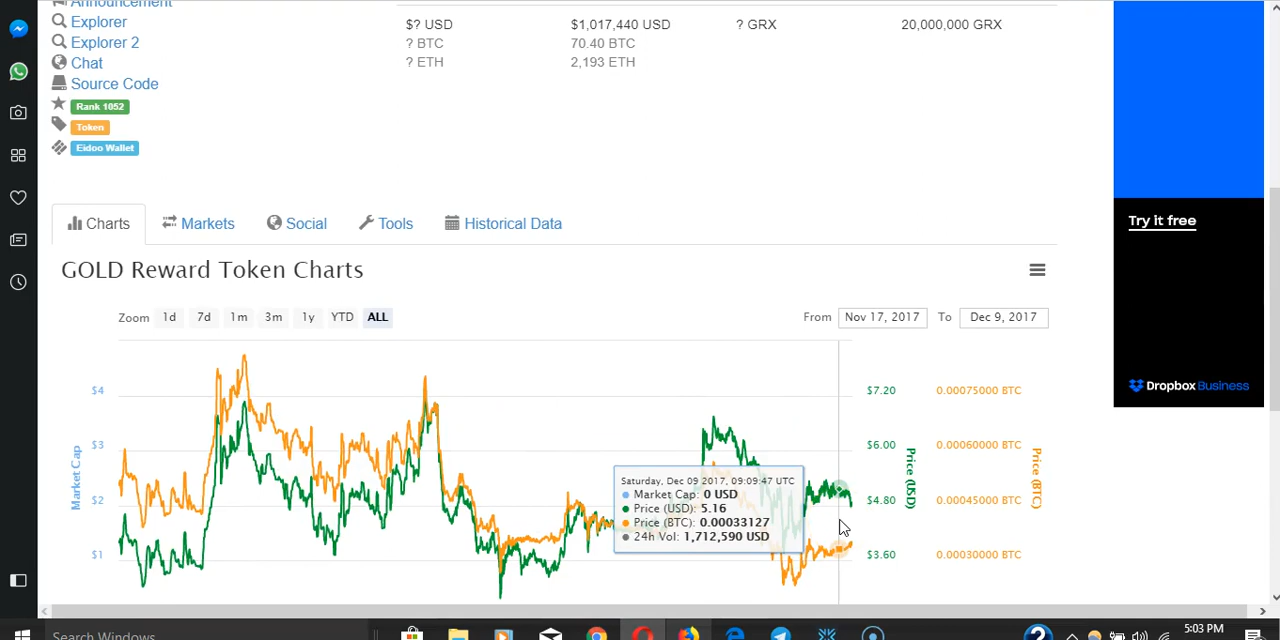 Announcement
Explorer
Explorer 2
Chat
Source Code
Rank 1052
Token
Eidoo Wallet
$? USD $1,017,440 USD ? GRX 20,000,000 GRX
? BTC 70.40 BTC
? ETH 2,193 ETH
Charts Markets Social Tools Historical Data
GOLD Reward Token Charts
Zoom 1d 7d 1m 3m 1y YTD ALL From Nov 17, 2017 To Dec 9, 2017
$4 $7.20 0.00075000 BTC
$3 $6.00 0.00060000 BTC
$2 $4.80 0.00045000 BTC
$1 $3.60 0.00030000 BTC
Market Cap
Price (USD)
Price (BTC)
Saturday, Dec 09 2017, 09:09:47 UTC
Market Cap: 0 USD
Price (USD): 5.16
Price (BTC): 0.00033127
24h Vol: 1,712,590 USD
Try it free
Dropbox Business
Search Windows
5:03 PM